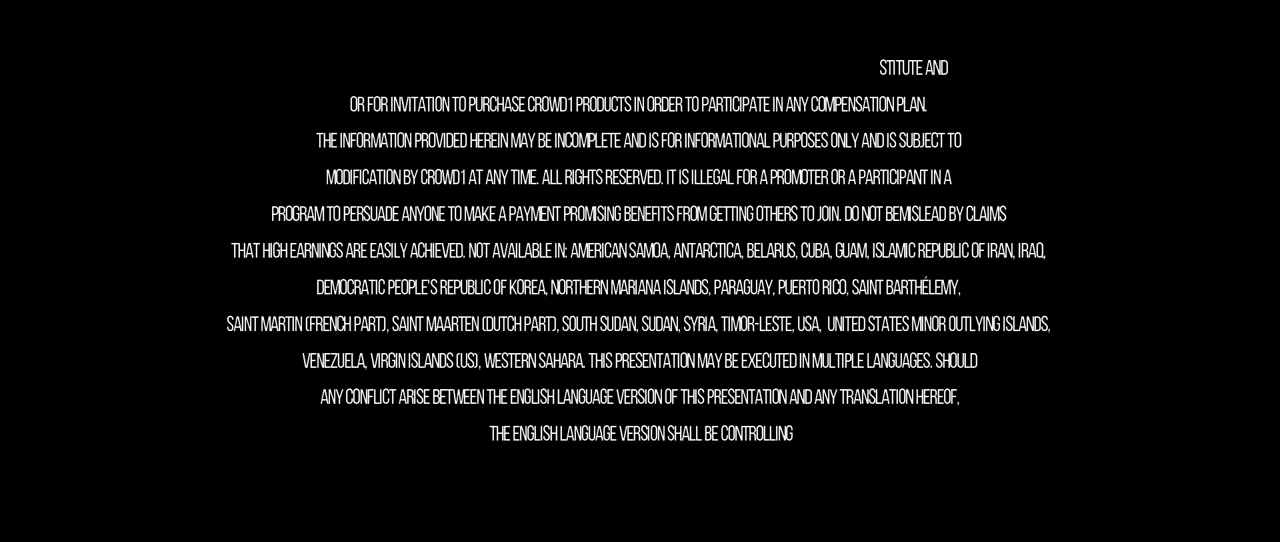 STITUTE AND
OR FOR INVITATION TO PURCHASE CROWD1 PRODUCTS IN ORDER TO PARTICIPATE IN ANY COMPENSATION PLAN.
THE INFORMATION PROVIDED HEREIN MAY BE INCOMPLETE AND IS FOR INFORMATIONAL PURPOSES ONLY AND IS SUBJECT TO
MODIFICATION BY CROWD1 AT ANY TIME. ALL RIGHTS RESERVED. IT IS ILLEGAL FOR A PROMOTER OR A PARTICIPANT IN A
PROGRAM TO PERSUADE ANYONE TO MAKE A PAYMENT PROMISING BENEFITS FROM GETTING OTHERS TO JOIN. DO NOT BEMISLEAD BY CLAIMS
THAT HIGH EARNINGS ARE EASILY ACHIEVED. NOT AVAILABLE IN: AMERICAN SAMOA, ANTARCTICA, BELARUS, CUBA, GUAM, ISLAMIC REPUBLIC OF IRAN, IRAQ,
DEMOCRATIC PEOPLE'S REPUBLIC OF KOREA, NORTHERN MARIANA ISLANDS, PARAGUAY, PUERTO RICO, SAINT BARTHÉLEMY,
SAINT MARTIN (FRENCH PART), SAINT MAARTEN (DUTCH PART), SOUTH SUDAN, SUDAN, SYRIA, TIMOR-LESTE, USA, UNITED STATES MINOR OUTLYING ISLANDS,
VENEZUELA, VIRGIN ISLANDS (US), WESTERN SAHARA. THIS PRESENTATION MAY BE EXECUTED IN MULTIPLE LANGUAGES. SHOULD
ANY CONFLICT ARISE BETWEEN THE ENGLISH LANGUAGE VERSION OF THIS PRESENTATION AND ANY TRANSLATION HEREOF,
THE ENGLISH LANGUAGE VERSION SHALL BE CONTROLLING